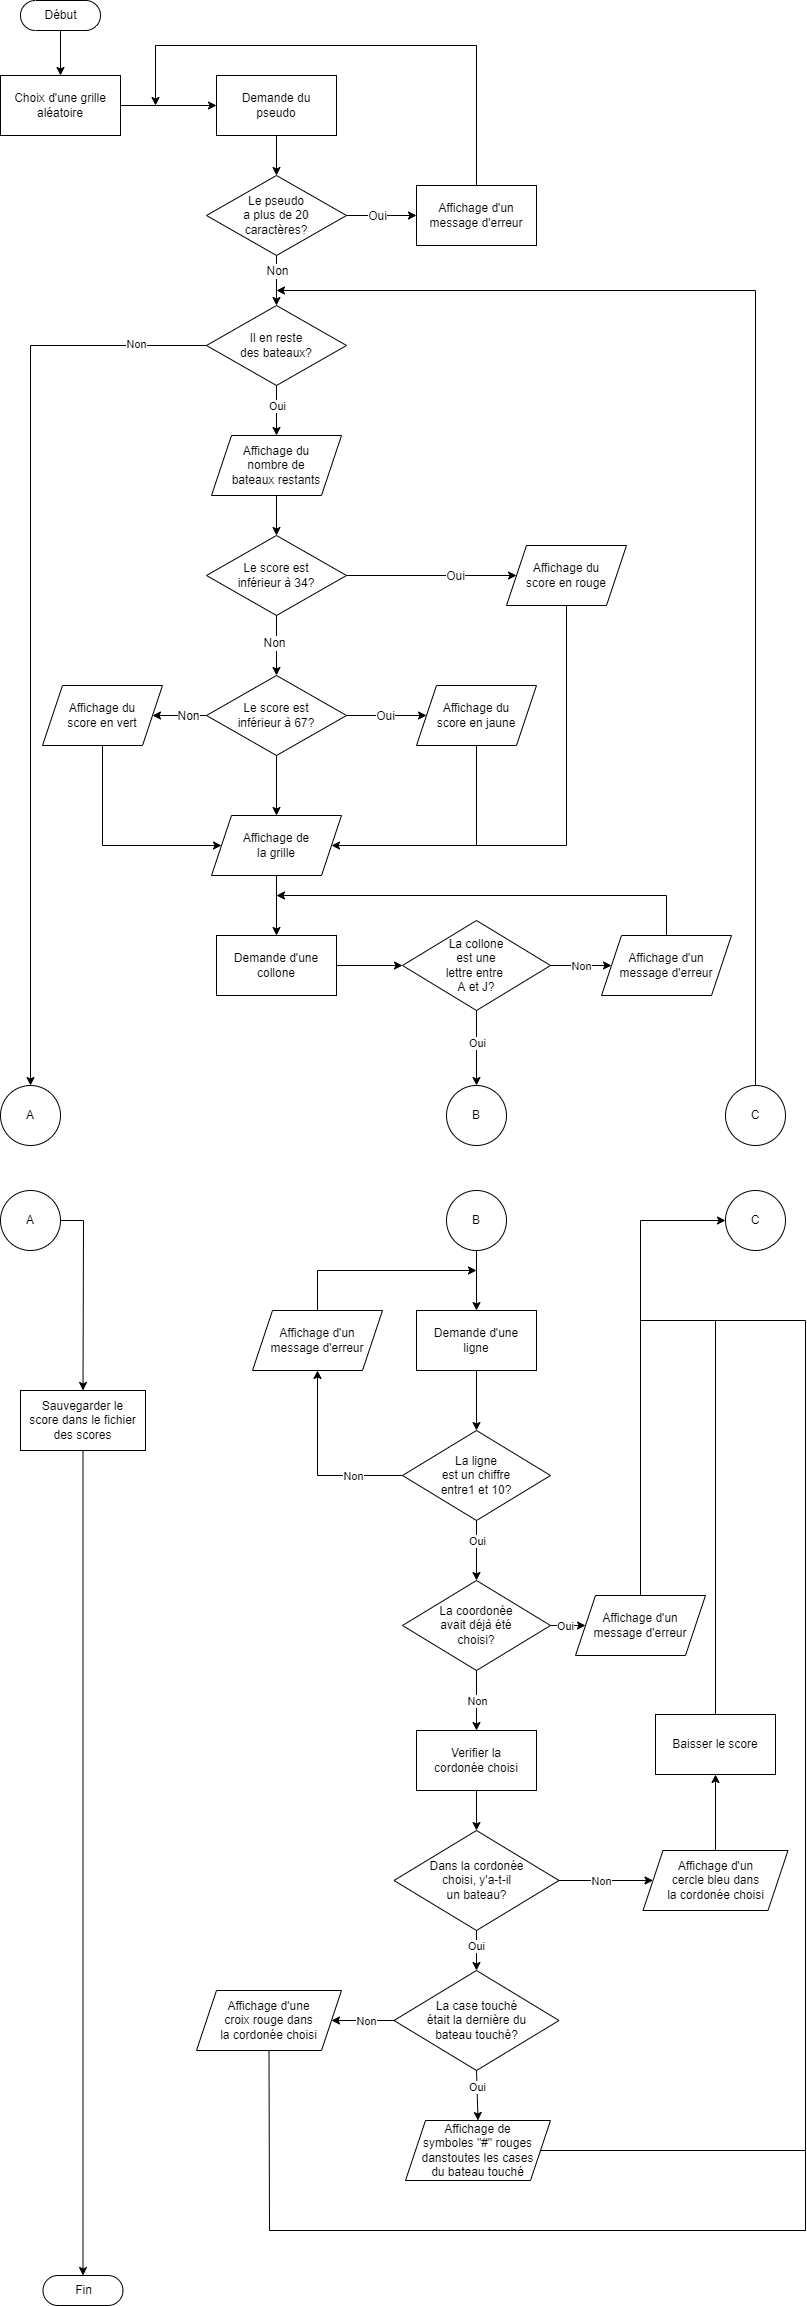 Début
Choix d'une grille
aléatoire
Demande du
pseudo
Le pseudo
a plus de 20
caractères?
Oui
Affichage d'un
message d'erreur
Non
Il en reste
des bateaux?
Non
Oui
Affichage du
nombre de
bateaux restants
Le score est
inférieur à 34?
Oui
Affichage du
score en rouge
Non
Affichage du
score en vert
Non
Le score est
inférieur à 67?
Oui
Affichage du
score en jaune
Affichage de
la grille
Demande d'une
collone
La collone
est une
lettre entre
A et J?
Non
Affichage d'un
message d'erreur
Oui
A
B
C
A
B
C
Affichage d'un
message d'erreur
Demande d'une
ligne
Sauvegarder le
score dans le fichier
des scores
La ligne
est un chiffre
entre1 et 10?
Non
Oui
La coordonée
avait déjà été
choisi?
Oui
Affichage d'un
message d'erreur
Non
Verifier la
cordonée choisi
Baisser le score
Dans la cordonée
choisi, y'a-t-il
un bateau?
Non
Affichage d'un
cercle bleu dans
la cordonée choisi
Oui
Affichage d'une
croix rouge dans
la cordonée choisi
Non
La case touché
était la dernière du
bateau touché?
Oui
Affichage de
symboles "#" rouges
danstoutes les cases
du bateau touché
Fin